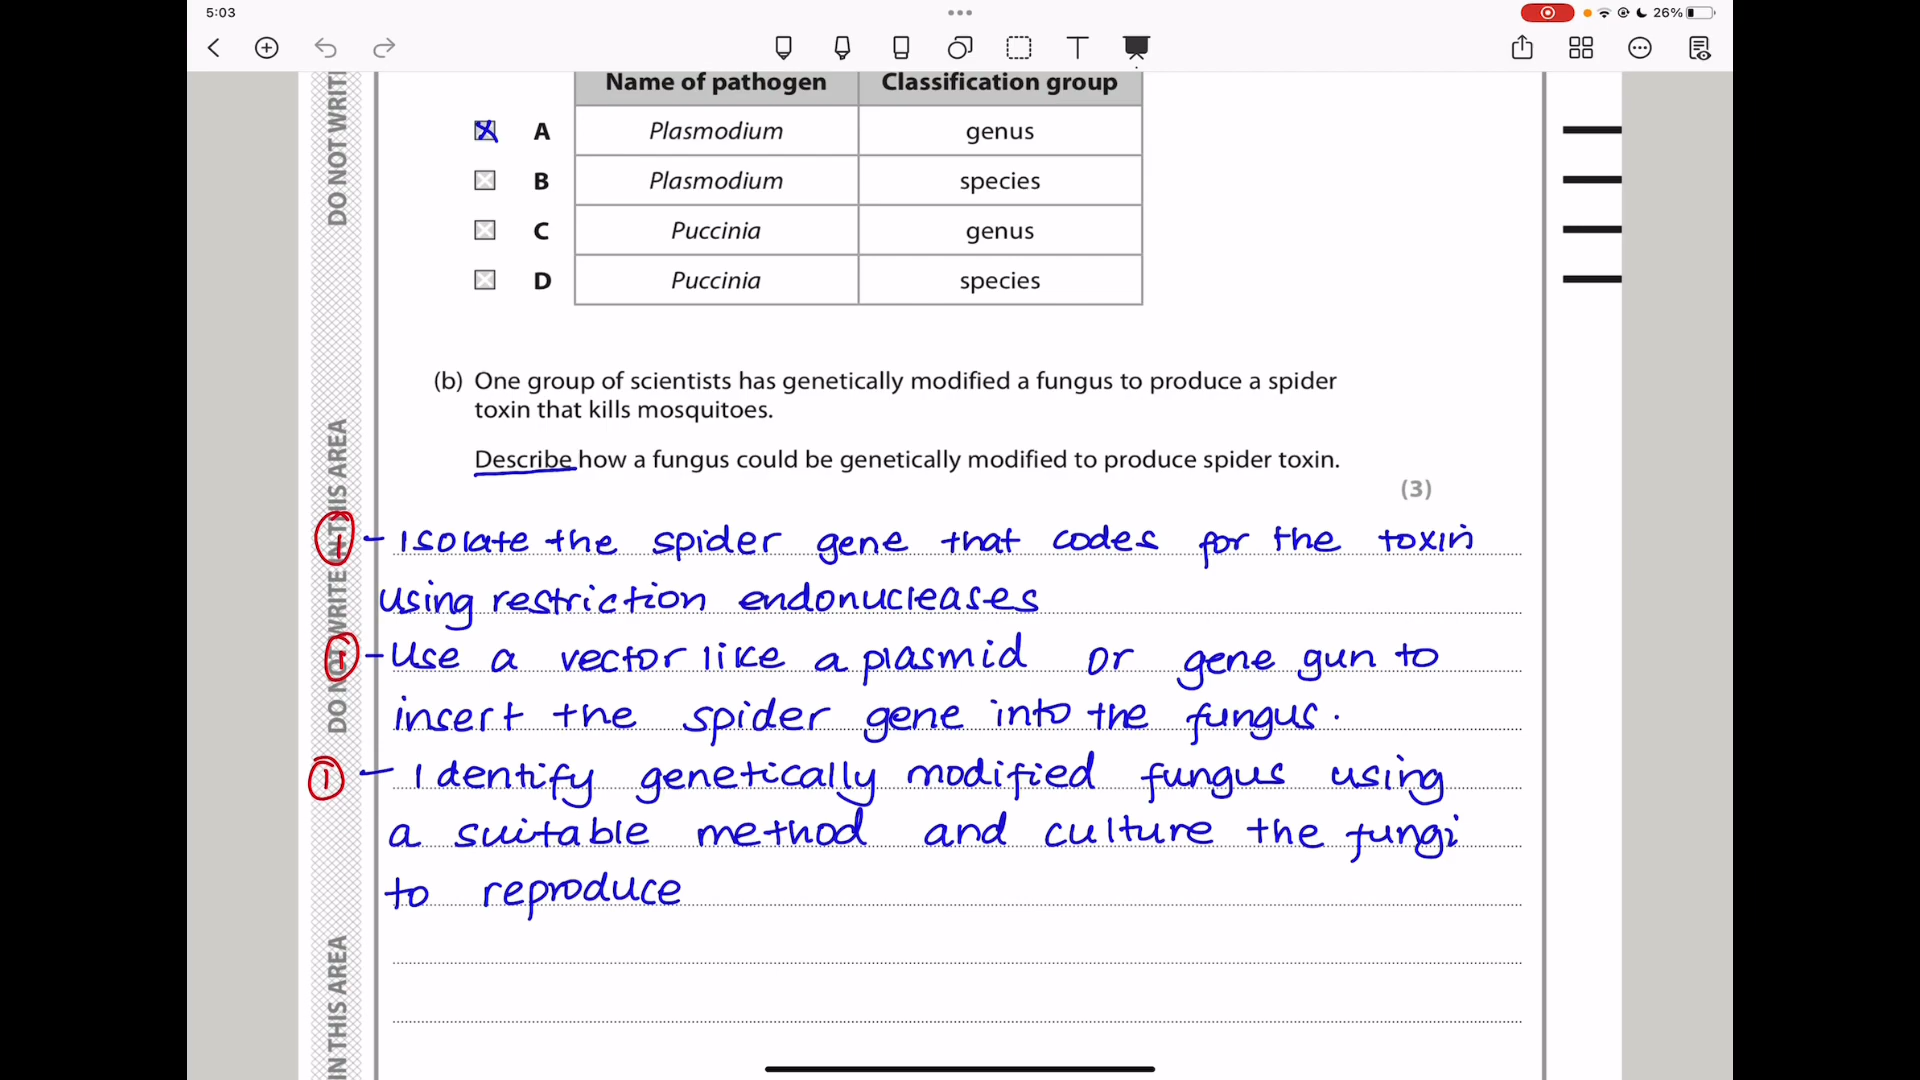 5:03
26%
Name of pathogen Classification group
A Plasmodium genus
B Plasmodium species
C Puccinia genus
D Puccinia species
(b) One group of scientists has genetically modified a fungus to produce a spider
toxin that kills mosquitoes.
Describe how a fungus could be genetically modified to produce spider toxin.
(3)
1 - Isolate the spider gene that codes for the toxin
using restriction endonucleases
1 - Use a vector like a plasmid or gene gun to
insert the spider gene into the fungus.
1 - Identify genetically modified fungus using
a suitable method and culture the fungi
to reproduce
DO NOT WRIT
DO NOT WRITE IN THIS AREA
IN THIS AREA